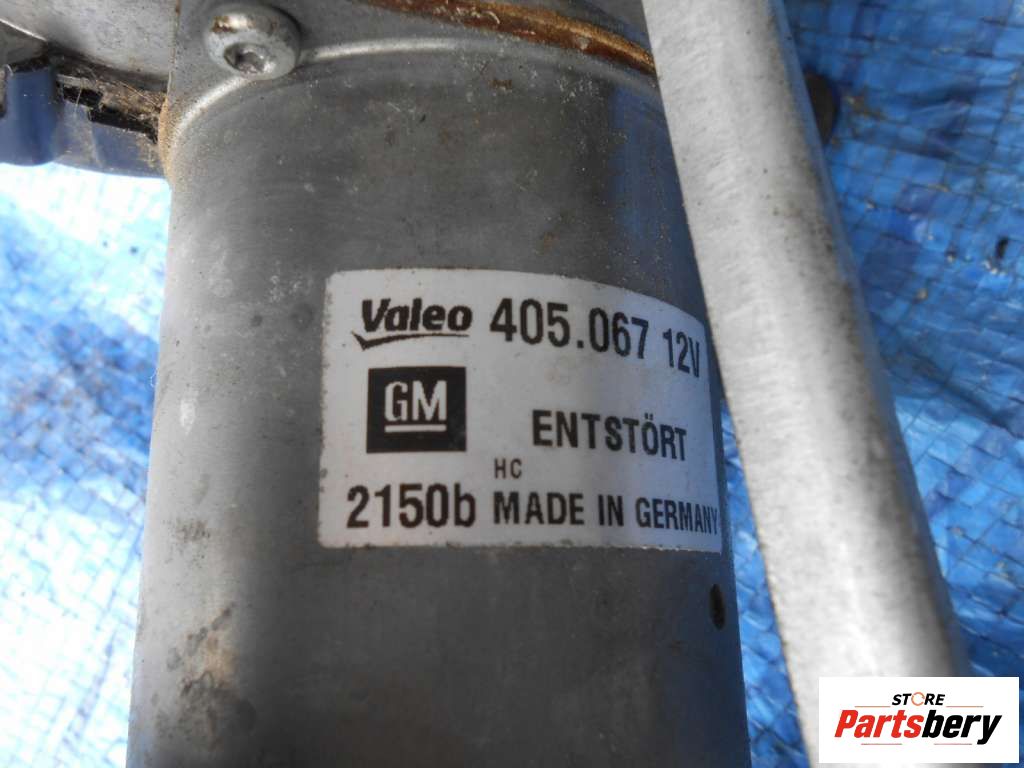 Valeo 405.067 12V
GM
ENTSTÖRT
HC
2150b MADE IN GERMANY
STORE
Partsbery